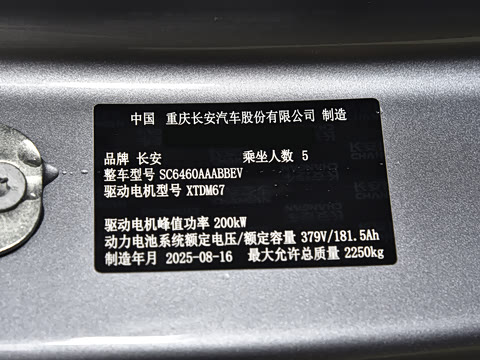 中国 重庆长安汽车股份有限公司 制造
品牌 长安 乘坐人数 5
整车型号 SC6460AAABBEV
驱动电机型号 XTDM67
驱动电机峰值功率 200kW
动力电池系统额定电压/额定容量 379V/181.5Ah
制造年月 2025-08-16 最大允许总质量 2250kg